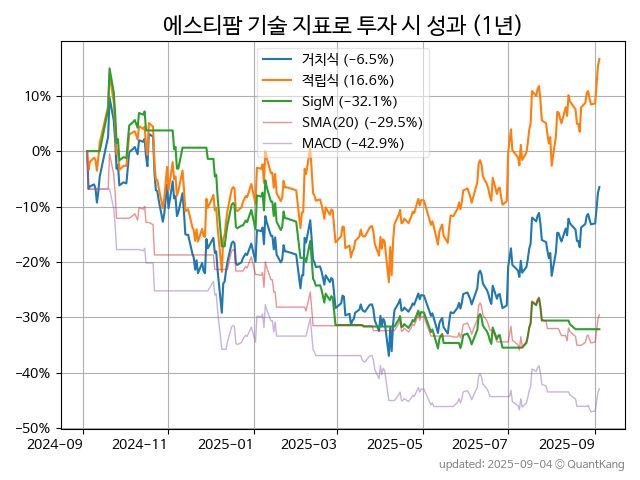 에스티팜 기술 지표로 투자 시 성과 (1년)
거치식 (−6.5%)
적립식 (16.6%)
SigM (−32.1%)
SMA(20) (−29.5%)
MACD (−42.9%)
10%
0%
−10%
−20%
−30%
−40%
−50%
2024-09 2024-11 2025-01 2025-03 2025-05 2025-07 2025-09
updated: 2025-09-04 © QuantKang